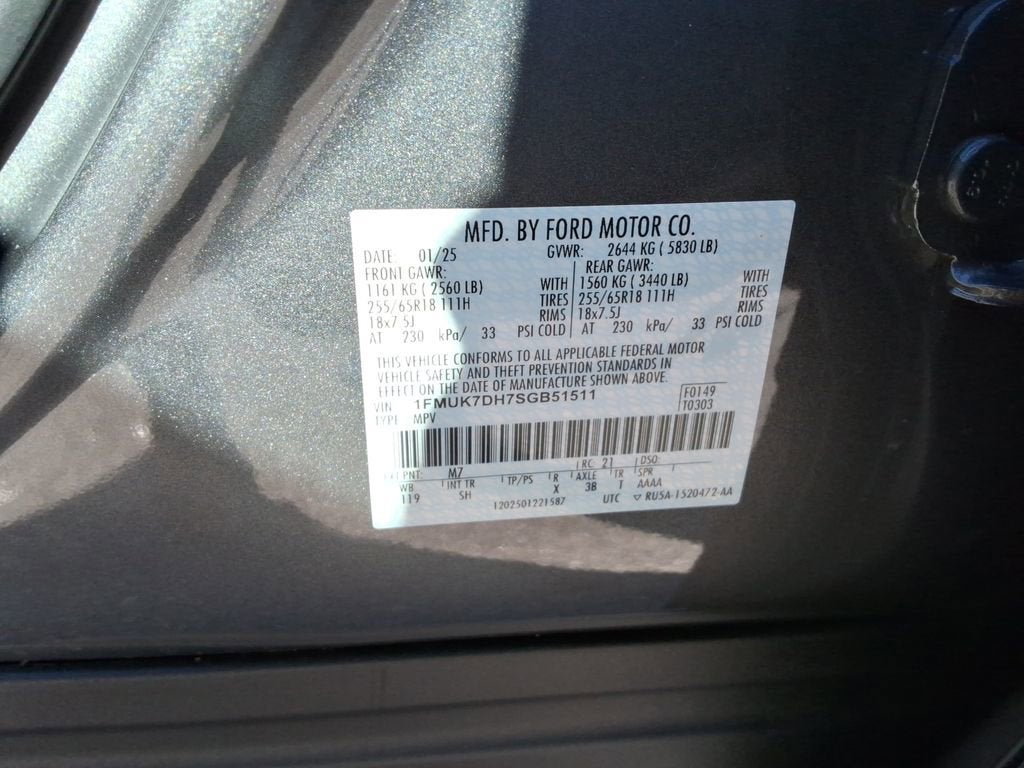 MFD. BY FORD MOTOR CO.
DATE: 01/25 GVWR: 2644 KG ( 5830 LB)
FRONT GAWR: REAR GAWR:
1161 KG ( 2560 LB) WITH 1560 KG ( 3440 LB) WITH
255/65R18 111H TIRES 255/65R18 111H TIRES
18x7.5J RIMS 18x7.5J RIMS
AT 230 kPa/ 33 PSI COLD AT 230 kPa/ 33 PSI COLD
THIS VEHICLE CONFORMS TO ALL APPLICABLE FEDERAL MOTOR
VEHICLE SAFETY AND THEFT PREVENTION STANDARDS IN
EFFECT ON THE DATE OF MANUFACTURE SHOWN ABOVE.
VIN 1FMUK7DH7SGB51511 F0149
TYPE MPV T0303
EXT PNT: M7 RC: 21 DSO:
WB INT TR TP/PS R AXLE TR SPR
119 SH X 3B T AAAA
1202501221587 UTC ▽ RU5A-1520472-AA